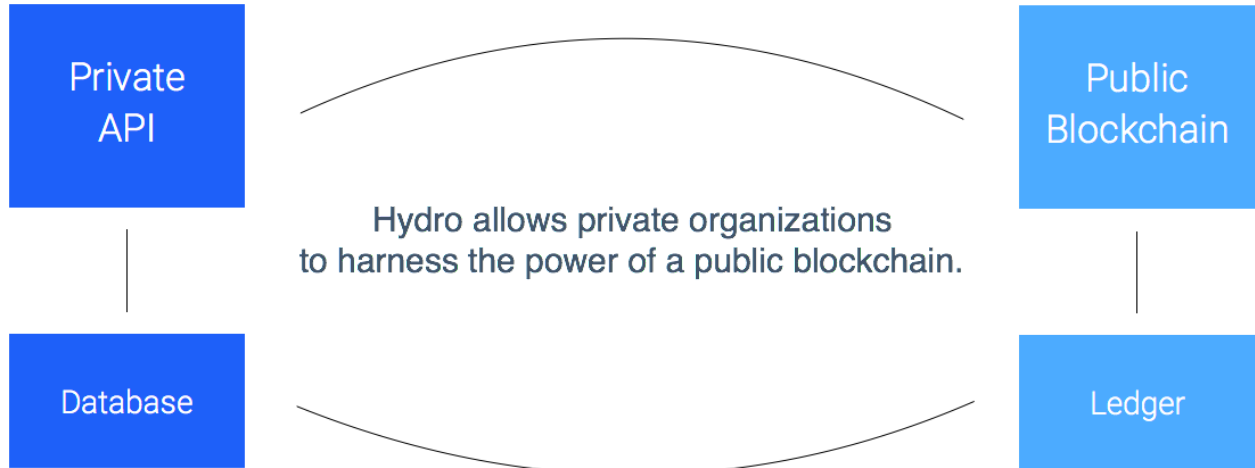 Private
API
Public
Blockchain
Hydro allows private organizations
to harness the power of a public blockchain.
Database
Ledger